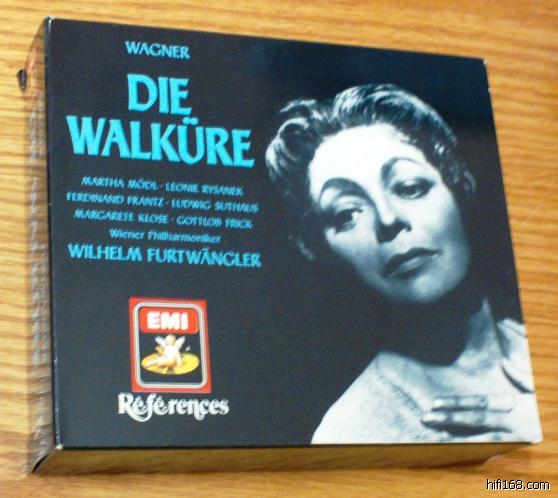 WAGNER
DIE
WALKÜRE
MARTHA MÖDL · LEONIE RYSANEK
FERDINAND FRANTZ · LUDWIG SUTHAUS
MARGARETE KLOSE · GOTTLOB FRICK
Wiener Philharmoniker
WILHELM FURTWÄNGLER
EMI
Références
hifi168.com